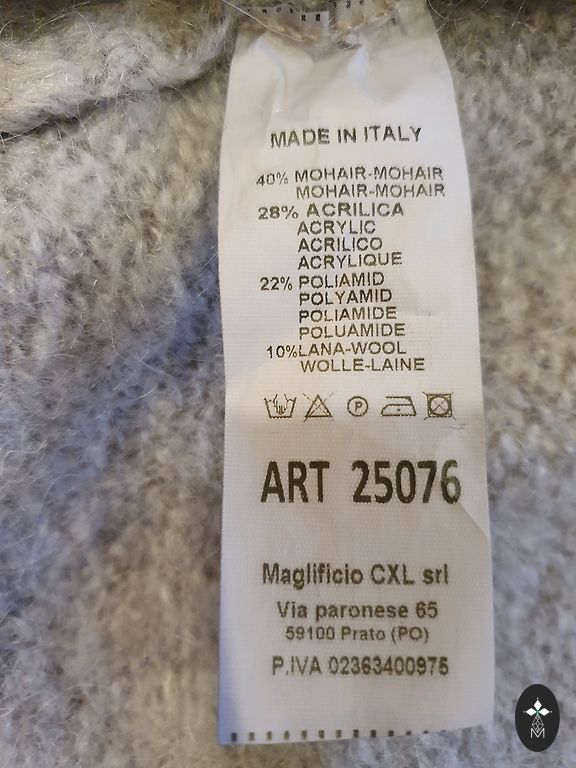 MADE IN ITALY
40% MOHAIR-MOHAIR
MOHAIR-MOHAIR
28% ACRILICA
ACRYLIC
ACRILICO
ACRYLIQUE
22% POLIAMID
POLYAMID
POLIAMIDE
POLUAMIDE
10%LANA-WOOL
WOLLE-LAINE
P
ART 25076
Maglificio CXL srl
Via paronese 65
59100 Prato (PO)
P.IVA 02363400975
M